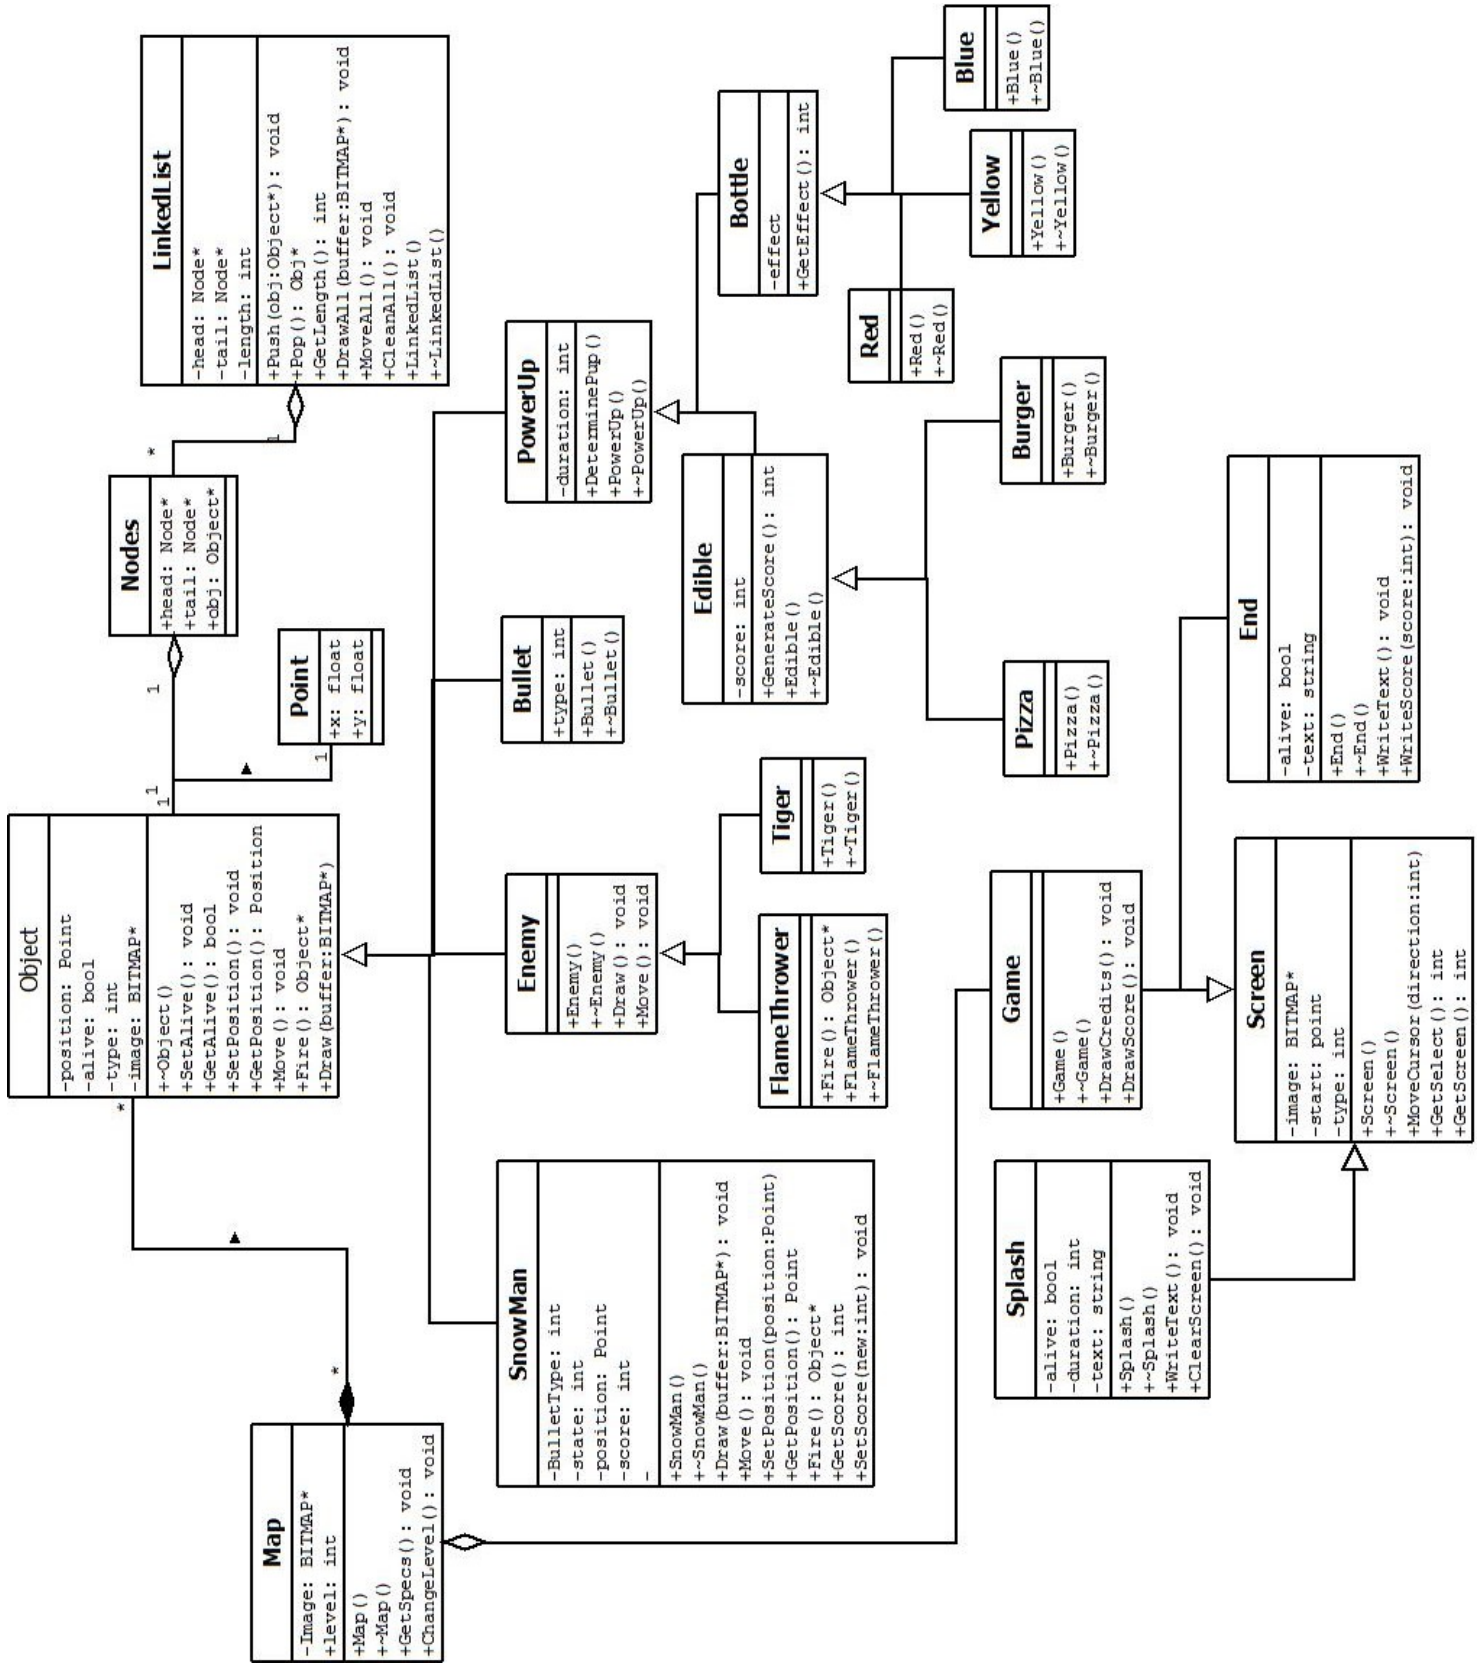 Object
-position: Point
-alive: bool
-type: int
-image: BITMAP*
+~Object()
+SetAlive(): void
+GetAlive(): bool
+SetPosition(): void
+GetPosition(): Position
+Move(): void
+Fire(): Object*
+Draw(buffer:BITMAP*)
Nodes
+head: Node*
+tail: Node*
+obj: Object*
LinkedList
-head: Node*
-tail: Node*
-length: int
+Push(obj:Object*): void
+Pop(): Obj*
+GetLength(): int
+DrawAll(buffer:BITMAP*): void
+MoveAll(): void
+CleanAll(): void
+LinkedList()
+~LinkedList()
*
1
1
1
1
1
*
*
Point
+x: float
+y: float
Map
-Image: BITMAP*
+level: int
+Map()
+~Map()
+GetSpecs(): void
+ChangeLevel(): void
SnowMan
-BulletType: int
-state: int
-position: Point
-score: int
-
+SnowMan()
+~SnowMan()
+Draw(buffer:BITMAP*): void
+Move(): void
+SetPosition(position:Point)
+GetPosition(): Point
+Fire(): Object*
+GetScore(): int
+SetScore(new:int): void
Enemy
+Enemy()
+~Enemy()
+Draw(): void
+Move(): void
Bullet
+type: int
+Bullet()
+~Bullet()
PowerUp
-duration: int
+DeterminePup()
+PowerUp()
+~PowerUp()
FlameThrower
+Fire(): Object*
+FlameThrower()
+~FlameThrower()
Tiger
+Tiger()
+~Tiger()
Edible
-score: int
+GenerateScore(): int
+Edible()
+~Edible()
Bottle
-effect
+GetEffect(): int
Red
+Red()
+~Red()
Yellow
+Yellow()
+~Yellow()
Blue
+Blue()
+~Blue()
Pizza
+Pizza()
+~Pizza()
Burger
+Burger()
+~Burger()
Splash
-alive: bool
-duration: int
-text: string
+Splash()
+~Splash()
+WriteText(): void
+ClearScreen(): void
Game
+Game()
+~Game()
+DrawCredits(): void
+DrawScore(): void
Screen
-image: BITMAP*
-start: point
-type: int
+Screen()
+~Screen()
+MoveCursor(direction:int)
+GetSelect(): int
+GetScreen(): int
End
-alive: bool
-text: string
+End()
+~End()
+WriteText(): void
+WriteScore(score:int): void